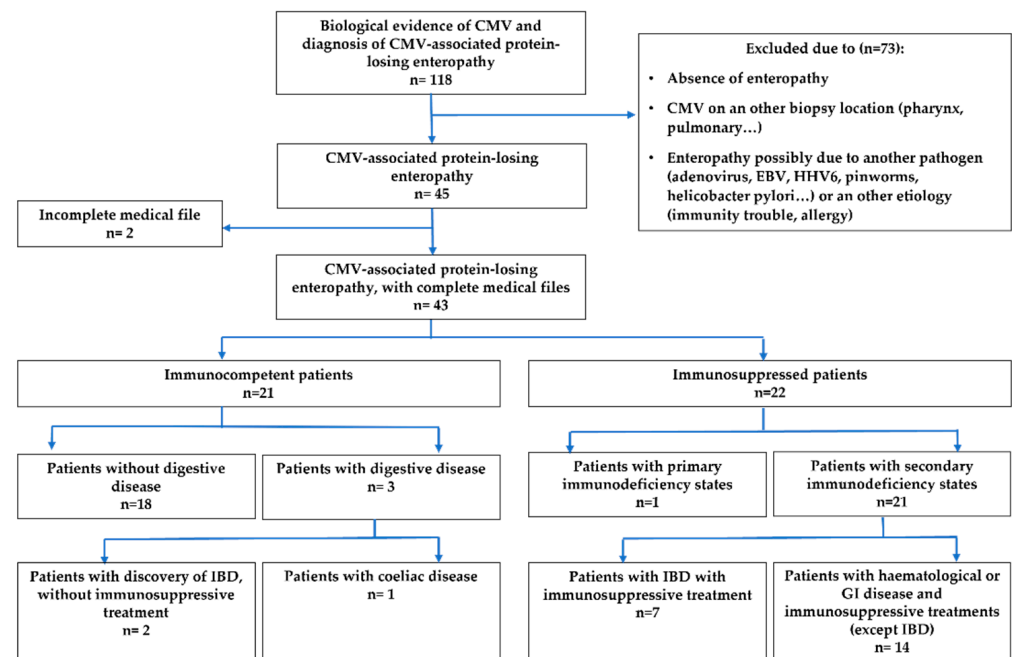 Biological evidence of CMV and
diagnosis of CMV-associated protein-
losing enteropathy
n= 118
Excluded due to (n=73):
• Absence of enteropathy
• CMV on an other biopsy location (pharynx,
pulmonary…)
• Enteropathy possibly due to another pathogen
(adenovirus, EBV, HHV6, pinworms,
helicobacter pylori…) or an other etiology
(immunity trouble, allergy)
CMV-associated protein-losing
enteropathy
n= 45
Incomplete medical file
n= 2
CMV-associated protein-losing
enteropathy, with complete medical files
n= 43
Immunocompetent patients
n=21
Immunosuppressed patients
n=22
Patients without digestive
disease
n=18
Patients with digestive disease
n= 3
Patients with primary
immunodeficiency states
n=1
Patients with secondary
immunodeficiency states
n=21
Patients with discovery of IBD,
without immunosuppressive
treatment
n= 2
Patients with coeliac disease
n= 1
Patients with IBD with
immunosuppressive treatment
n=7
Patients with haematological or
GI disease and
immunosuppressive treatments
(except IBD)
n= 14